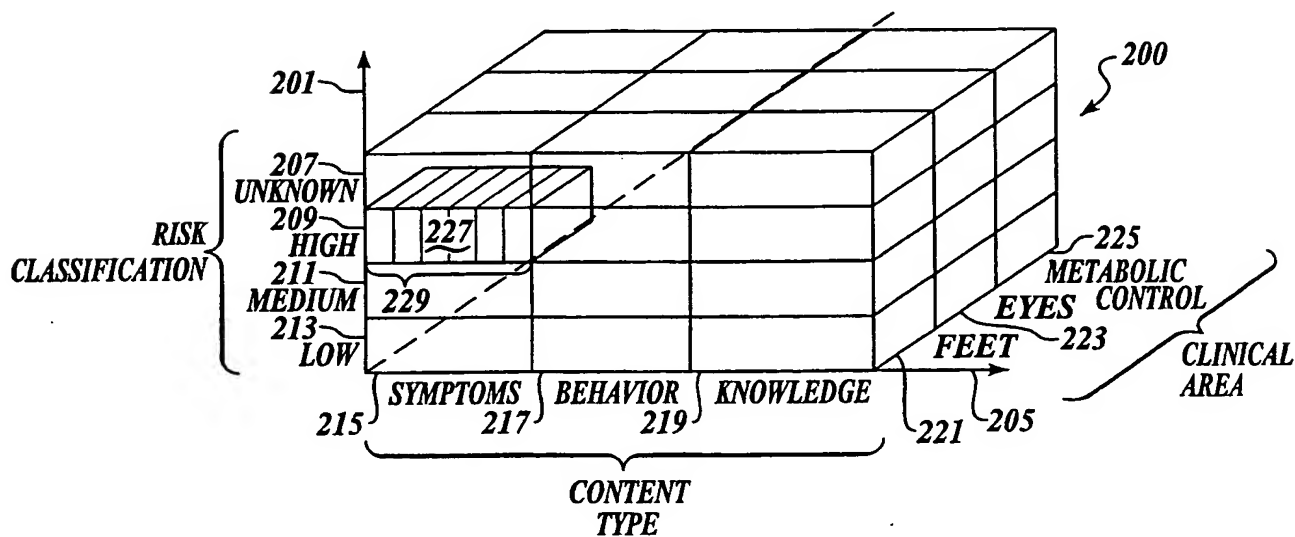 201
200
207
UNKNOWN
209
HIGH
227
RISK
CLASSIFICATION
211
MEDIUM
229
213
LOW
225
METABOLIC
CONTROL
EYES
223
FEET
CLINICAL
AREA
SYMPTOMS
BEHAVIOR
KNOWLEDGE
215
217
219
221
205
CONTENT
TYPE